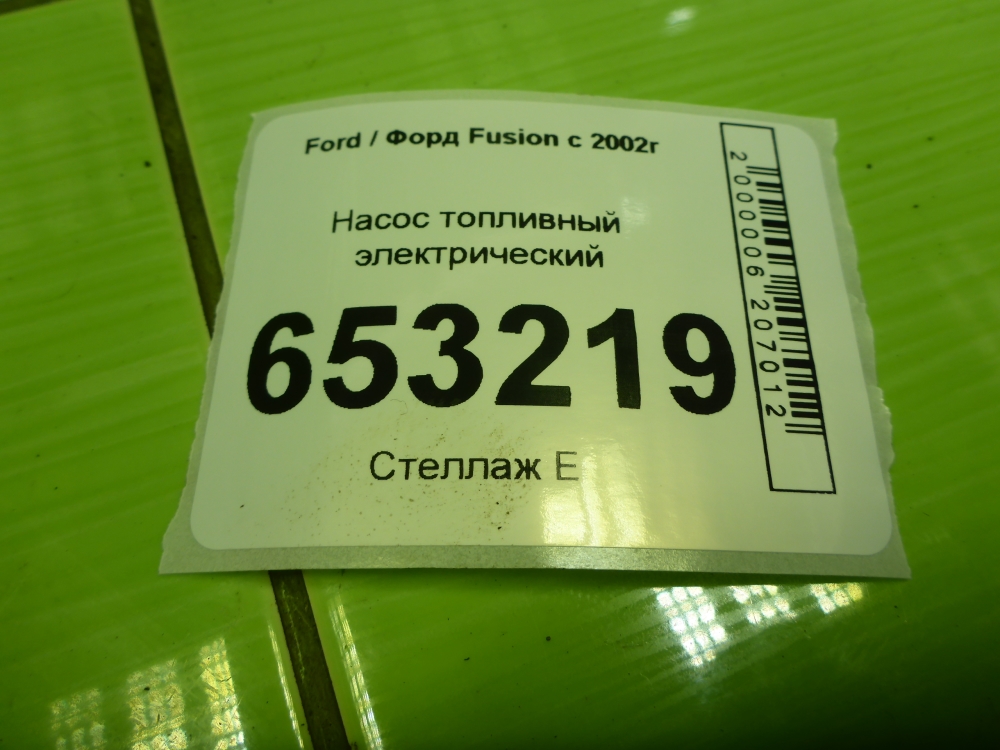 Ford / Форд Fusion с 2002г
Насос топливный
электрический
653219
Стеллаж Е
2000006207012